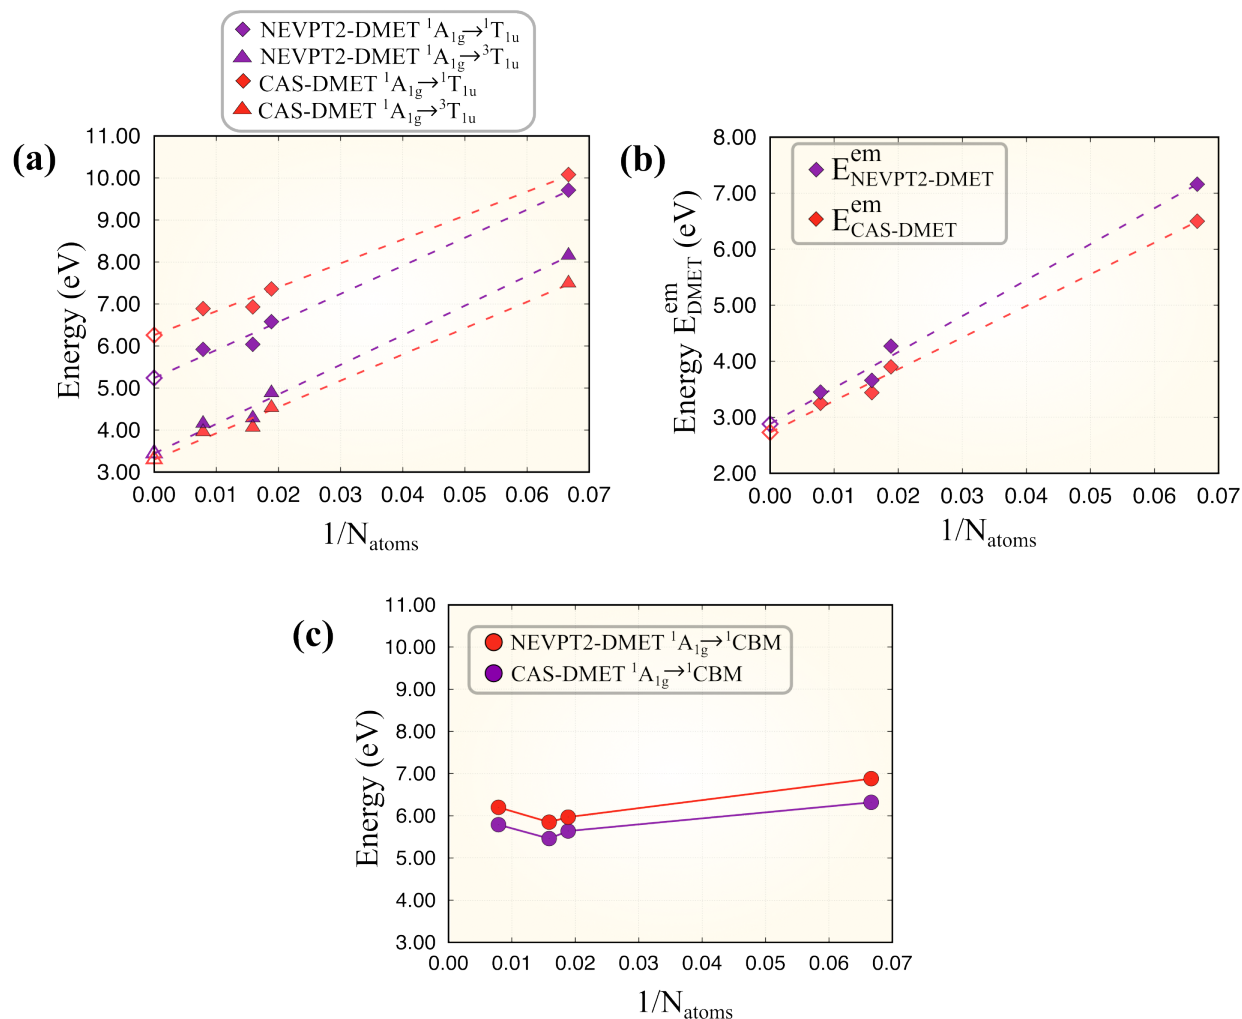 NEVPT2-DMET ¹A₁g→¹T₁u
NEVPT2-DMET ¹A₁g→³T₁u
CAS-DMET ¹A₁g→¹T₁u
CAS-DMET ¹A₁g→³T₁u
(a)
11.00
10.00
9.00
8.00
7.00
6.00
5.00
4.00
3.00
Energy (eV)
0.00 0.01 0.02 0.03 0.04 0.05 0.06 0.07
1/N_atoms
(b)
E^em_NEVPT2-DMET
E^em_CAS-DMET
8.00
7.00
6.00
5.00
4.00
3.00
2.00
Energy E^em_DMET (eV)
0.00 0.01 0.02 0.03 0.04 0.05 0.06 0.07
1/N_atoms
(c)
NEVPT2-DMET ¹A₁g→¹CBM
CAS-DMET ¹A₁g→¹CBM
11.00
10.00
9.00
8.00
7.00
6.00
5.00
4.00
3.00
Energy (eV)
0.00 0.01 0.02 0.03 0.04 0.05 0.06 0.07
1/N_atoms